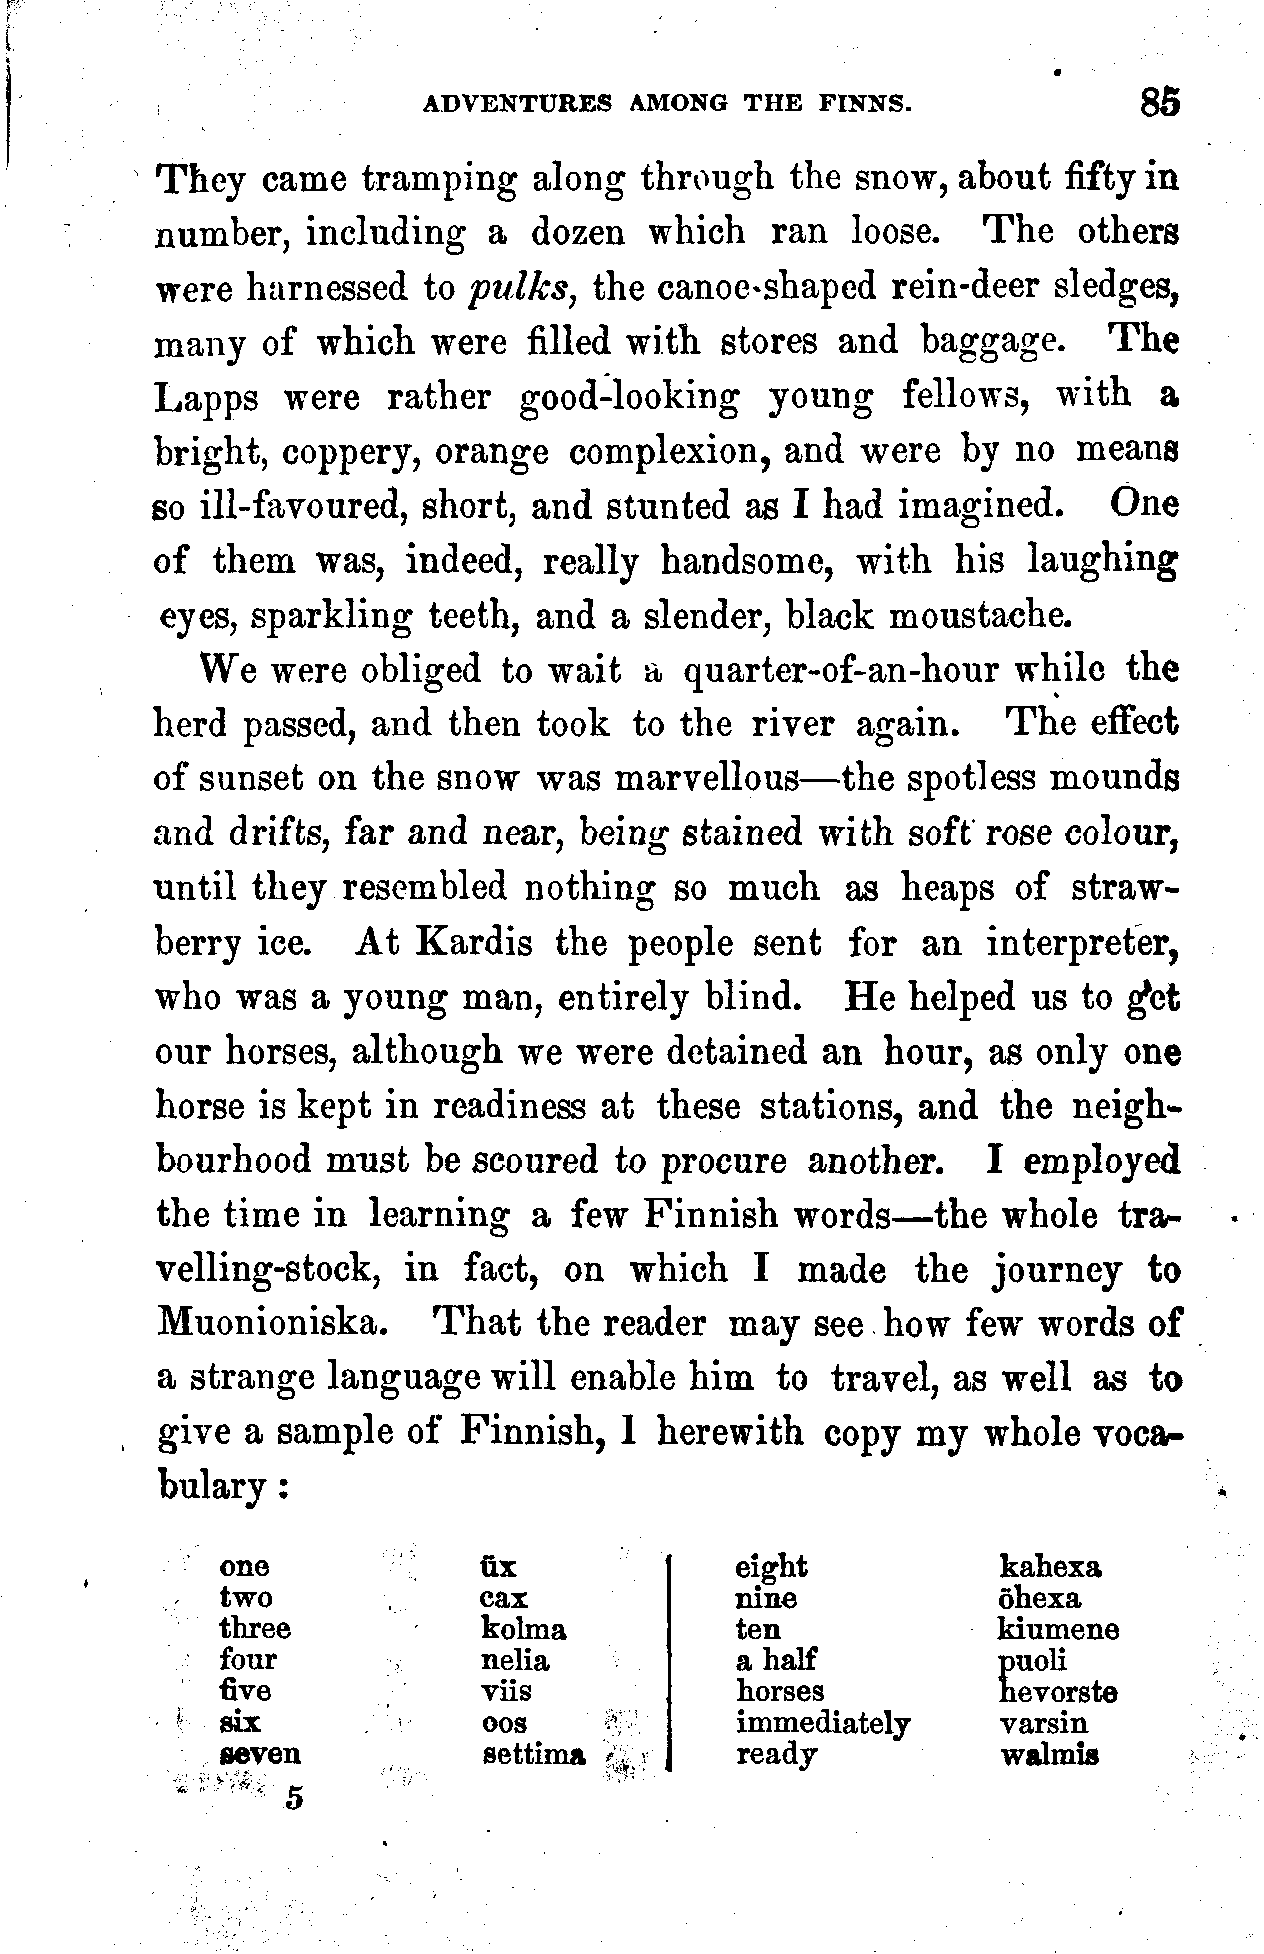 ADVENTURES AMONG THE FINNS. 85
They came tramping along through the snow, about fifty in
number, including a dozen which ran loose. The others
were harnessed to pulks, the canoe-shaped rein-deer sledges,
many of which were filled with stores and baggage. The
Lapps were rather good-looking young fellows, with a
bright, coppery, orange complexion, and were by no means
so ill-favoured, short, and stunted as I had imagined. One
of them was, indeed, really handsome, with his laughing
eyes, sparkling teeth, and a slender, black moustache.
We were obliged to wait a quarter-of-an-hour while the
herd passed, and then took to the river again. The effect
of sunset on the snow was marvellous—the spotless mounds
and drifts, far and near, being stained with soft rose colour,
until they resembled nothing so much as heaps of straw-
berry ice. At Kardis the people sent for an interpreter,
who was a young man, entirely blind. He helped us to get
our horses, although we were detained an hour, as only one
horse is kept in readiness at these stations, and the neigh-
bourhood must be scoured to procure another. I employed
the time in learning a few Finnish words—the whole tra-
velling-stock, in fact, on which I made the journey to
Muonioniska. That the reader may see how few words of
a strange language will enable him to travel, as well as to
give a sample of Finnish, I herewith copy my whole voca-
bulary :
one üx eight kahexa
two cax nine öhexa
three kolma ten kiumene
four nelia a half puoli
five viis horses hevorste
six oos immediately varsin
seven settima ready walmis
5